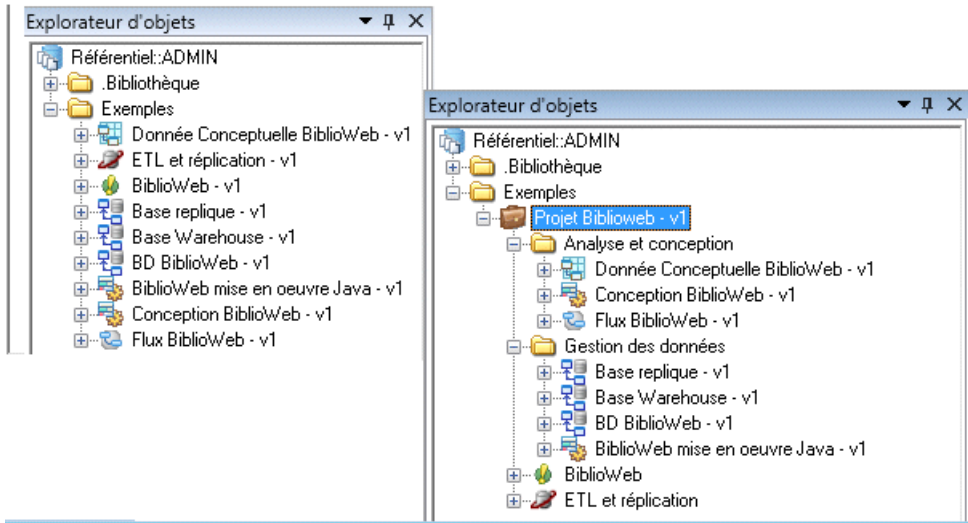 Explorateur d'objets
Référentiel::ADMIN
.Bibliothèque
Exemples
Donnée Conceptuelle BiblioWeb - v1
ETL et réplication - v1
BiblioWeb - v1
Base replique - v1
Base Warehouse - v1
BD BiblioWeb - v1
BiblioWeb mise en oeuvre Java - v1
Conception BiblioWeb - v1
Flux BiblioWeb - v1
Explorateur d'objets
Référentiel::ADMIN
.Bibliothèque
Exemples
Projet Biblioweb - v1
Analyse et conception
Donnée Conceptuelle BiblioWeb - v1
Conception BiblioWeb - v1
Flux BiblioWeb - v1
Gestion des données
Base replique - v1
Base Warehouse - v1
BD BiblioWeb - v1
BiblioWeb mise en oeuvre Java - v1
BiblioWeb
ETL et réplication